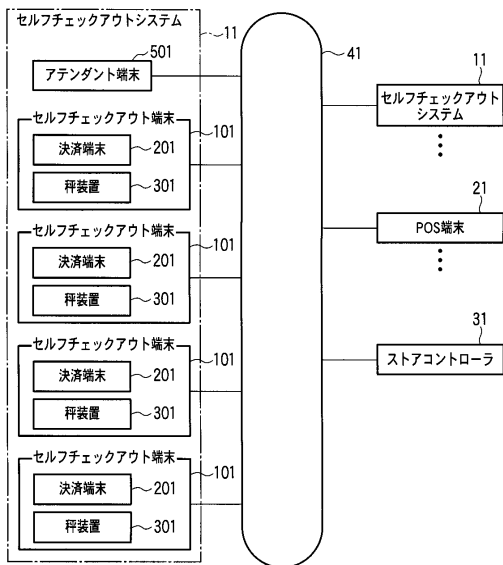 セルフチェックアウトシステム
11
501
アテンダント端末
セルフチェックアウト端末
101
決済端末
201
秤装置
301
セルフチェックアウト端末
101
決済端末
201
秤装置
301
セルフチェックアウト端末
101
決済端末
201
秤装置
301
セルフチェックアウト端末
101
決済端末
201
秤装置
301
41
11
セルフチェックアウト
システム
21
POS端末
31
ストアコントローラ